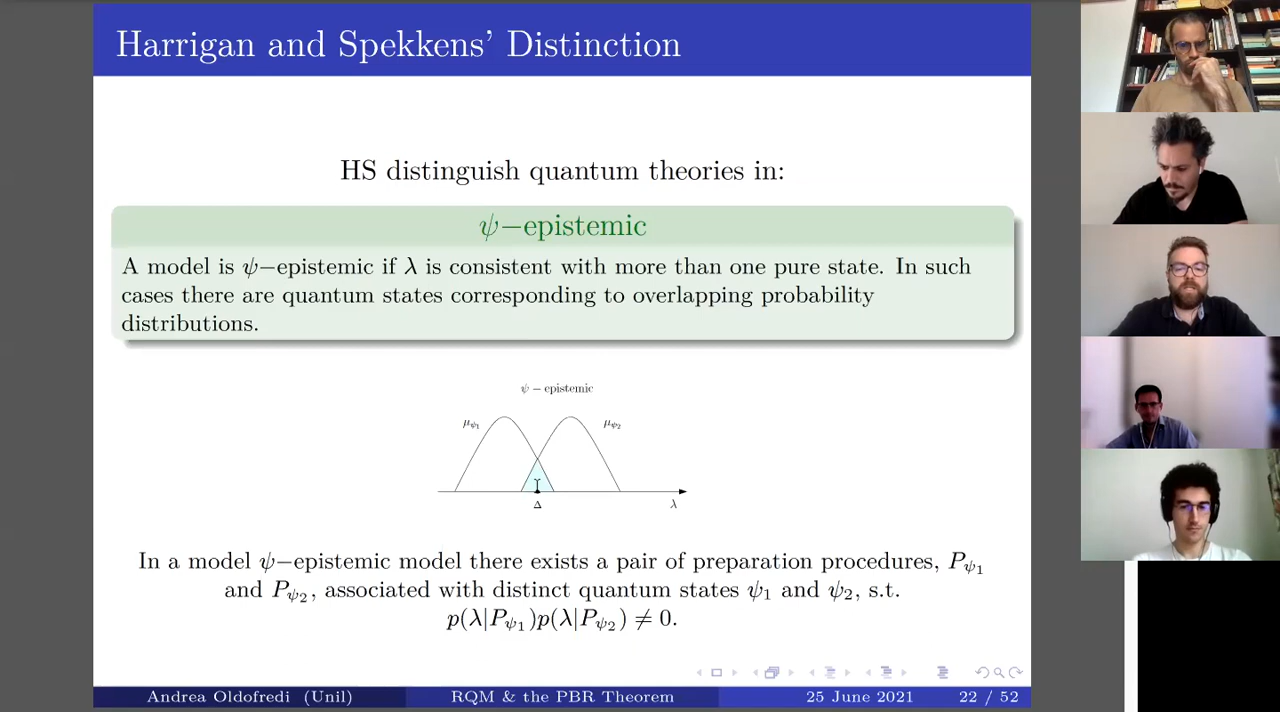 Harrigan and Spekkens' Distinction
HS distinguish quantum theories in:
ψ−epistemic
A model is ψ−epistemic if λ is consistent with more than one pure state. In such
cases there are quantum states corresponding to overlapping probability
distributions.
ψ − epistemic
μψ₁
μψ₂
Δ
λ
In a model ψ−epistemic model there exists a pair of preparation procedures, Pψ₁
and Pψ₂, associated with distinct quantum states ψ₁ and ψ₂, s.t.
p(λ|Pψ₁)p(λ|Pψ₂) ≠ 0.
Andrea Oldofredi (Unil)
RQM & the PBR Theorem
25 June 2021
22 / 52